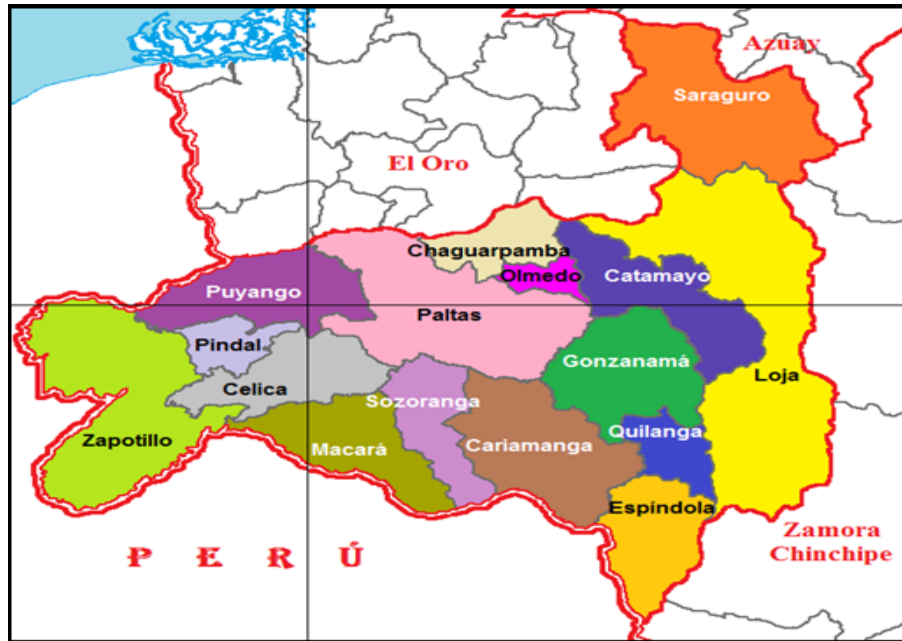 Azuay
Saraguro
El Oro
Chaguarpamba
Olmedo
Catamayo
Puyango
Paltas
Pindal
Gonzanamá
Loja
Celica
Sozoranga
Zapotillo
Macará
Cariamanga
Quilanga
Espíndola
Zamora
Chinchipe
PERÚ